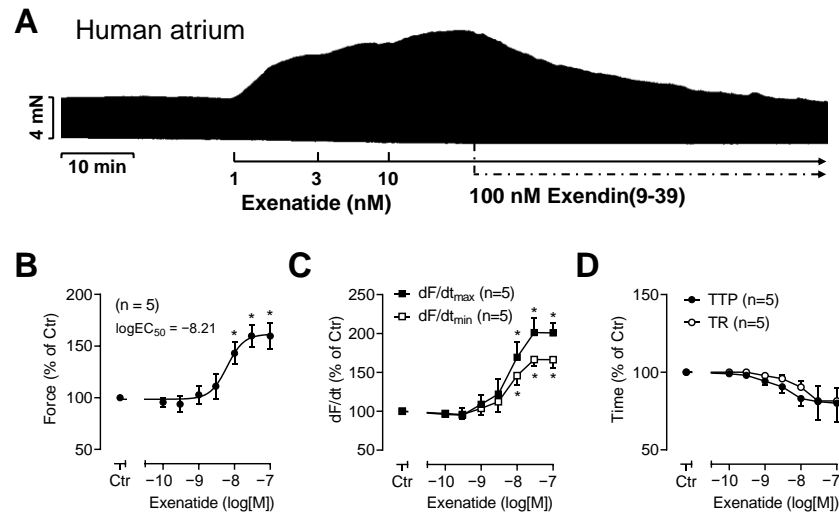 A
Human atrium
4 mN
10 min
1 3 10
Exenatide (nM)
100 nM Exendin(9-39)
B
(n = 5)
logEC50 = −8.21
* * *
200
150
100
50
Force (% of Ctr)
Ctr −10 −9 −8 −7
Exenatide (log[M])
C
dF/dtmax (n=5)
dF/dtmin (n=5)
* * *
* * *
250
200
150
100
50
dF/dt (% of Ctr)
Ctr −10 −9 −8 −7
Exenatide (log[M])
D
TTP (n=5)
TR (n=5)
150
100
50
Time (% of Ctr)
Ctr −10 −9 −8 −7
Exenatide (log[M])